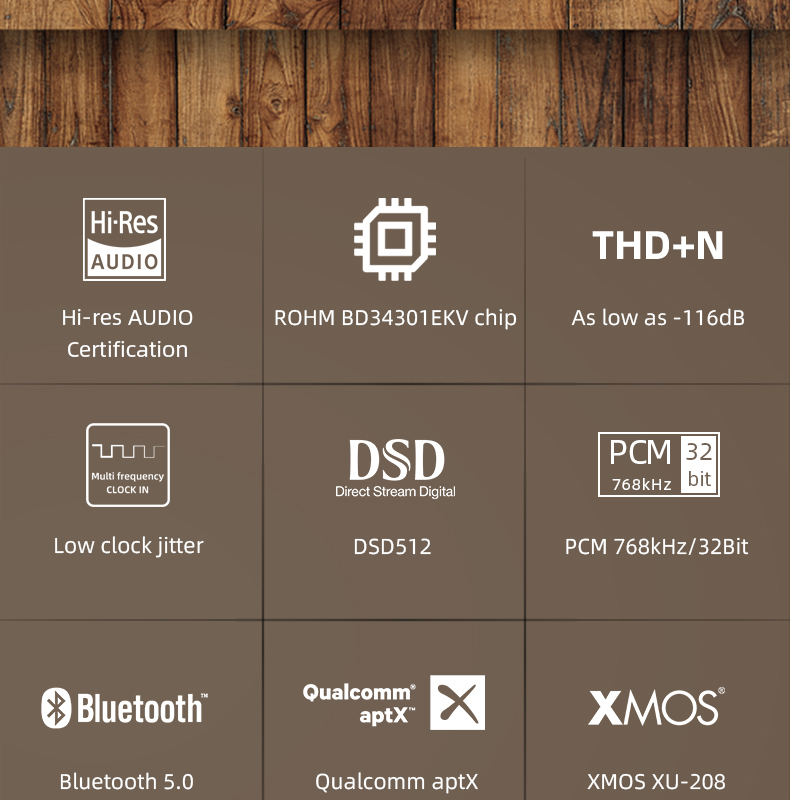 Hi·Res
AUDIO
Hi-res AUDIO
Certification
ROHM BD34301EKV chip
THD+N
As low as -116dB
Multi frequency
CLOCK IN
Low clock jitter
DSD
Direct Stream Digital
DSD512
PCM 32
768kHz bit
PCM 768kHz/32Bit
Bluetooth™
Bluetooth 5.0
Qualcomm®
aptX™
Qualcomm aptX
XMOS®
XMOS XU-208